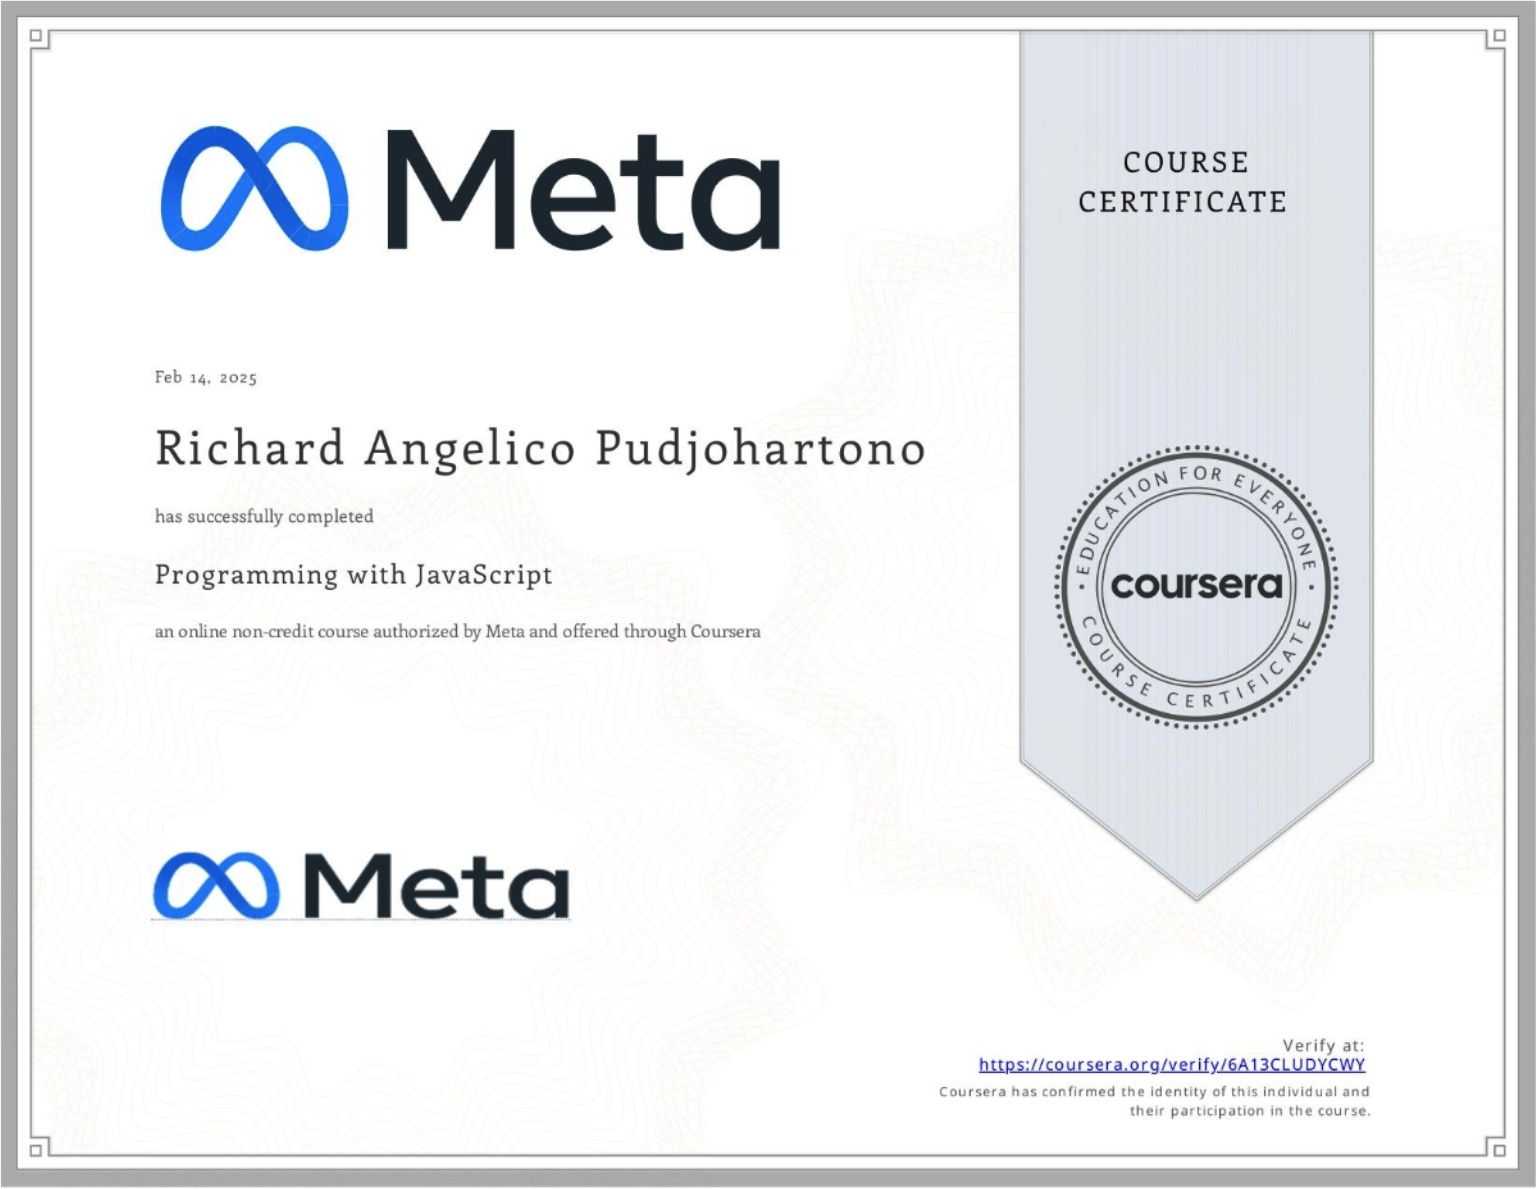 Meta
COURSE
CERTIFICATE
Feb 14, 2025
Richard Angelico Pudjohartono
has successfully completed
Programming with JavaScript
an online non-credit course authorized by Meta and offered through Coursera
EDUCATION FOR EVERYONE
coursera
COURSE CERTIFICATE
Meta
Verify at:
https://coursera.org/verify/6A13CLUDYCWY
Coursera has confirmed the identity of this individual and
their participation in the course.